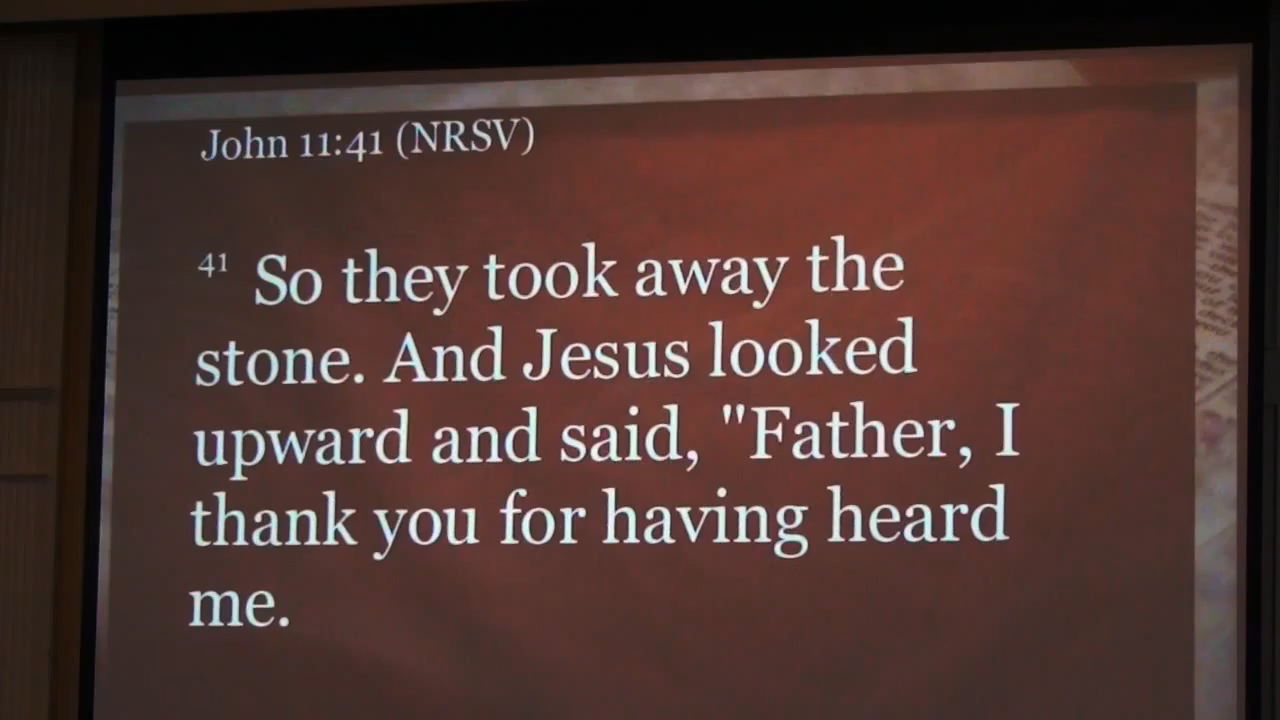 John 11:41 (NRSV)
41 So they took away the
stone. And Jesus looked
upward and said, "Father, I
thank you for having heard
me.